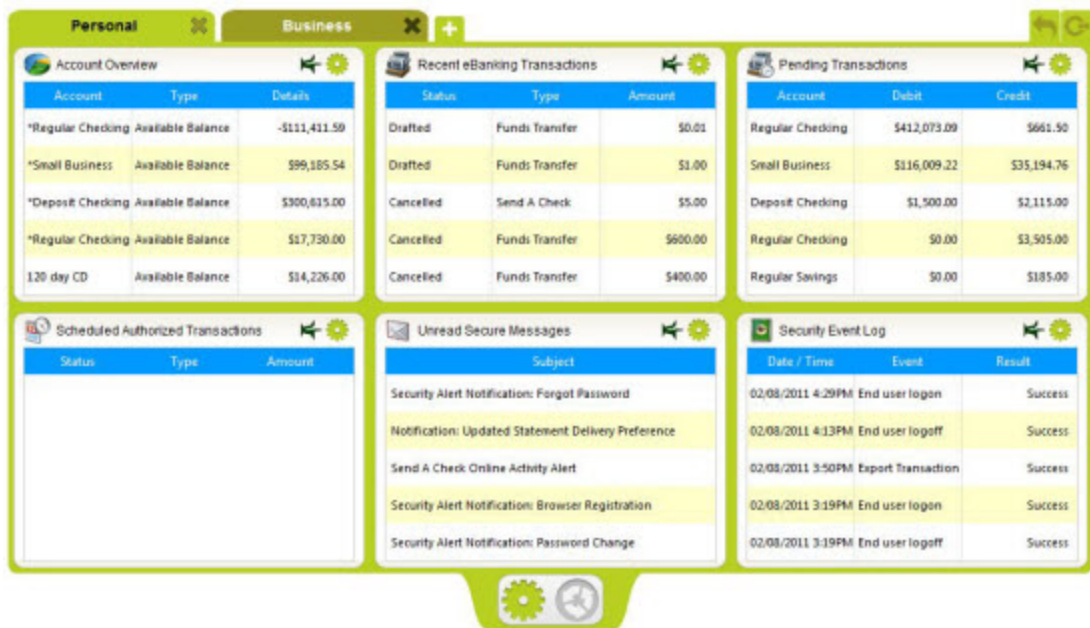 Personal
Business
Account Overview
Account Type Details
*Regular Checking Available Balance -$111,411.59
*Small Business Available Balance $99,185.54
*Deposit Checking Available Balance $300,615.00
*Regular Checking Available Balance $17,730.00
120 day CD Available Balance $14,226.00
Recent eBanking Transactions
Status Type Amount
Drafted Funds Transfer $0.01
Drafted Funds Transfer $1.00
Cancelled Send A Check $5.00
Cancelled Funds Transfer $600.00
Cancelled Funds Transfer $400.00
Pending Transactions
Account Debit Credit
Regular Checking $412,073.09 $661.50
Small Business $116,009.22 $35,194.76
Deposit Checking $1,500.00 $2,115.00
Regular Checking $0.00 $3,505.00
Regular Savings $0.00 $185.00
Scheduled Authorized Transactions
Status Type Amount
Unread Secure Messages
Subject
Security Alert Notification: Forgot Password
Notification: Updated Statement Delivery Preference
Send A Check Online Activity Alert
Security Alert Notification: Browser Registration
Security Alert Notification: Password Change
Security Event Log
Date / Time Event Result
02/08/2011 4:29PM End user logon Success
02/08/2011 4:13PM End user logoff Success
02/08/2011 3:50PM Export Transaction Success
02/08/2011 3:19PM End user logon Success
02/08/2011 3:19PM End user logoff Success